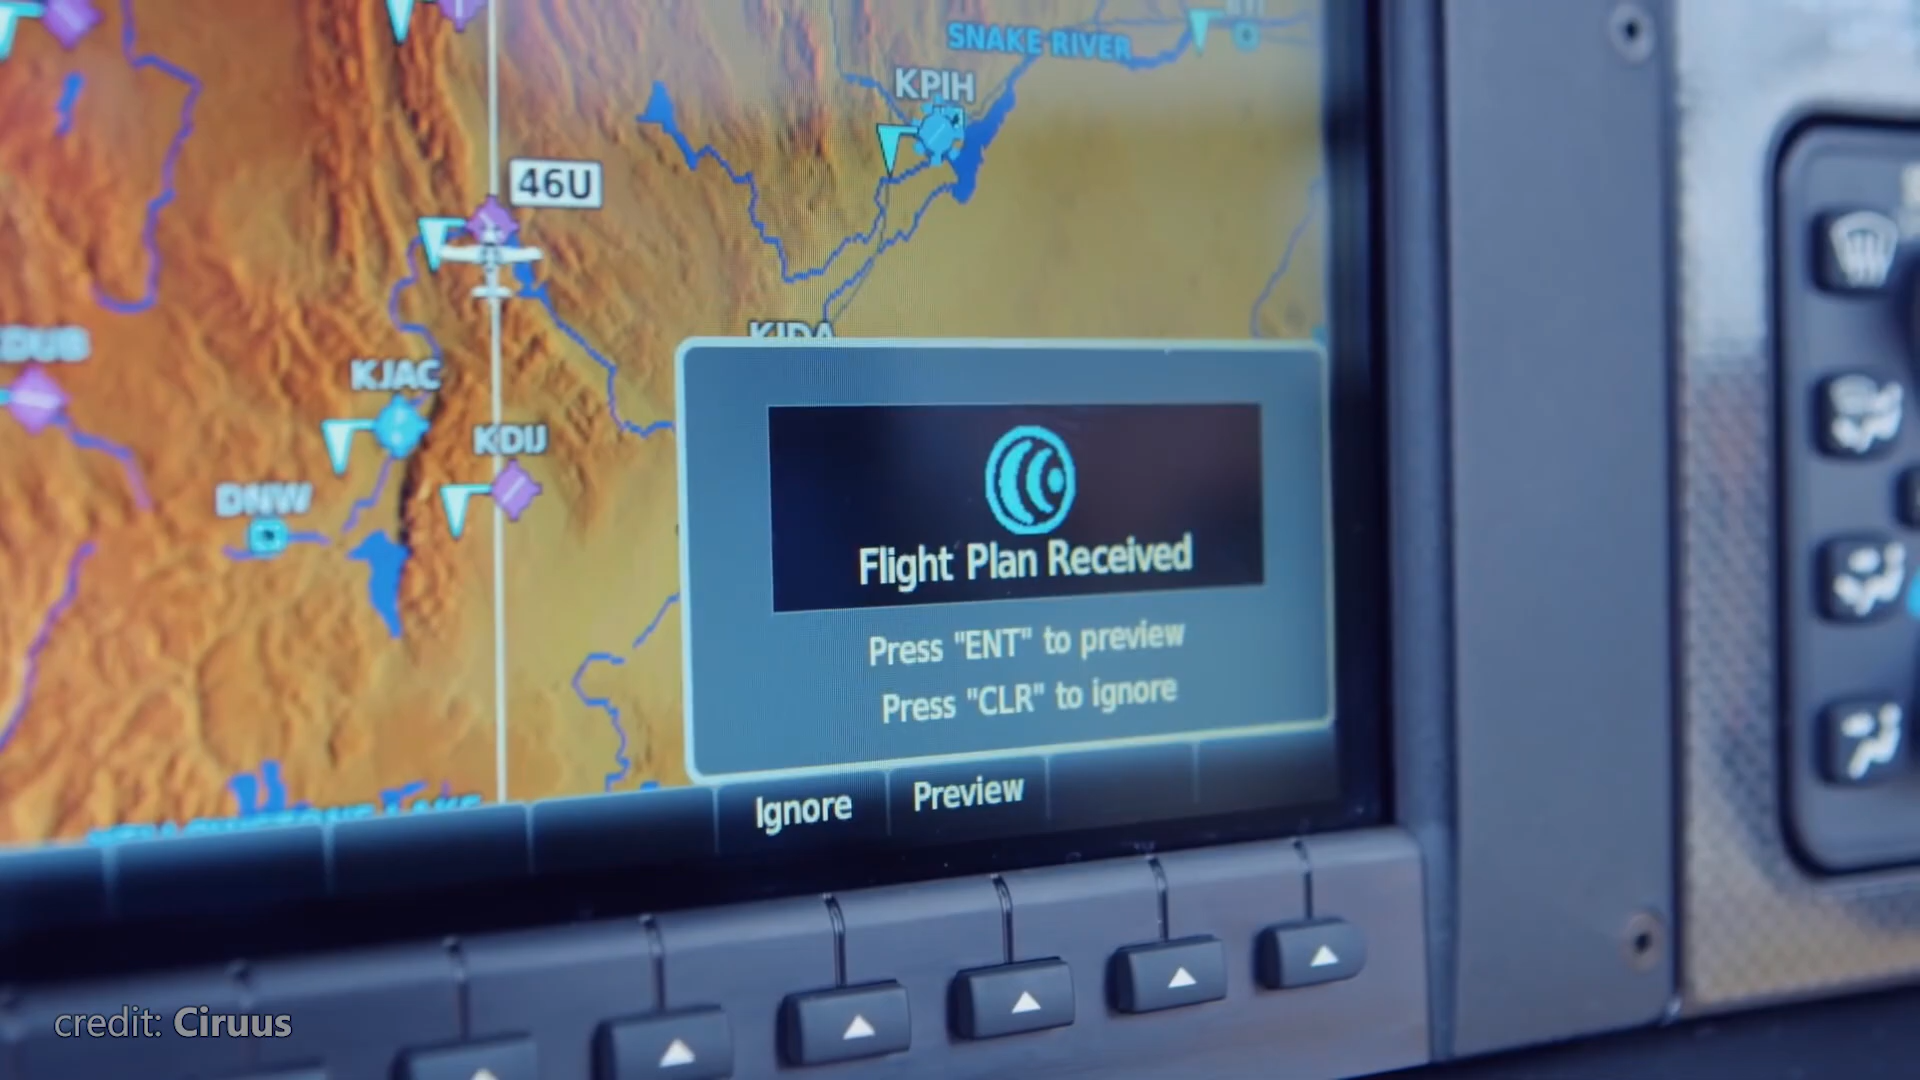 SNAKE RIVER
KPIH
46U
KIDA
KJAC
KDIJ
DNW
Flight Plan Received
Press "ENT" to preview
Press "CLR" to ignore
Ignore
Preview
credit: Ciruus